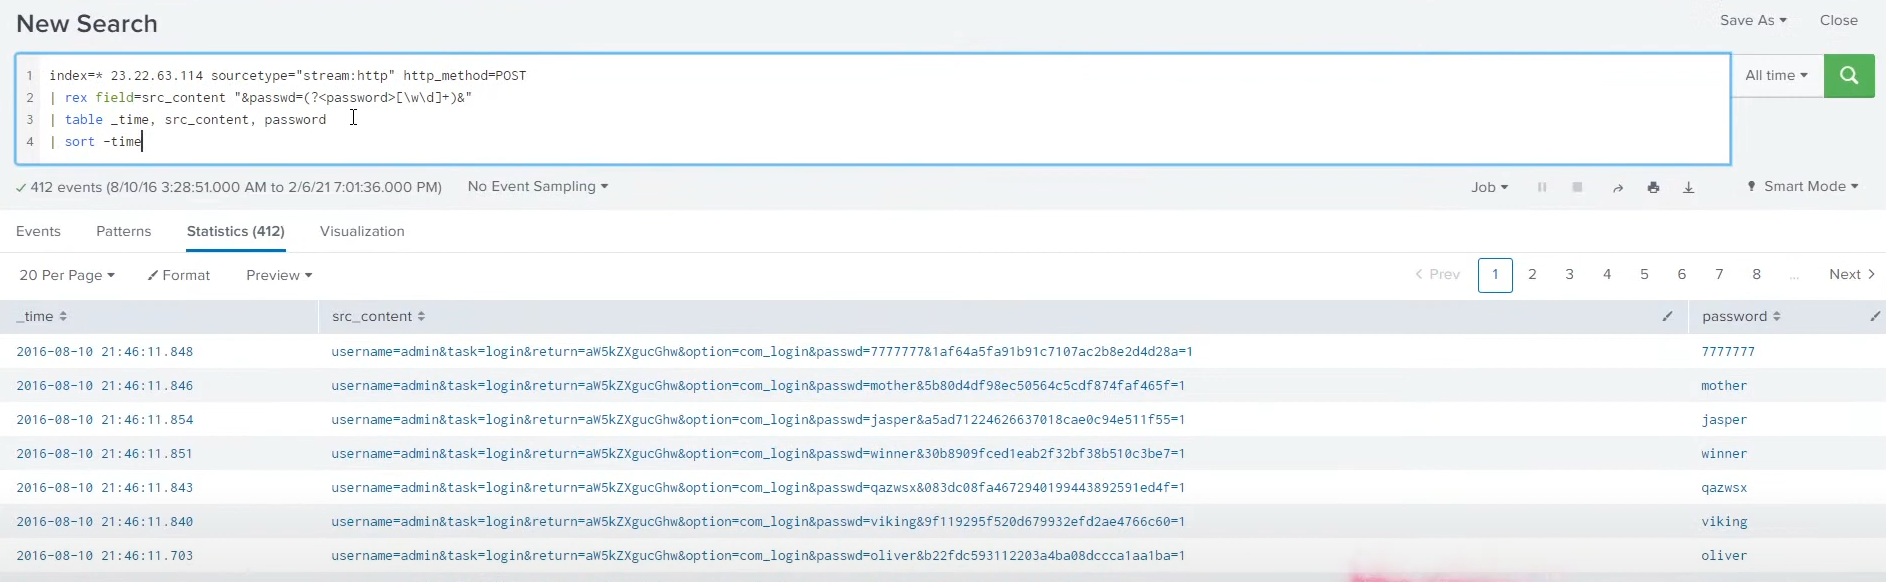 New Search
Save As Close
1 index=* 23.22.63.114 sourcetype="stream:http" http_method=POST
2 | rex field=src_content "&passwd=(?<password>[\w\d]+)&"
3 | table _time, src_content, password
4 | sort -time
All time
412 events (8/10/16 3:28:51.000 AM to 2/6/21 7:01:36.000 PM) No Event Sampling Job Smart Mode
Events Patterns Statistics (412) Visualization
20 Per Page Format Preview < Prev 1 2 3 4 5 6 7 8 ... Next >
_time src_content password
2016-08-10 21:46:11.848 username=admin&task=login&return=aW5kZXgucGhw&option=com_login&passwd=7777777&1af64a5fa91b91c7107ac2b8e2d4d28a=1 7777777
2016-08-10 21:46:11.846 username=admin&task=login&return=aW5kZXgucGhw&option=com_login&passwd=mother&5b80d4df98ec50564c5cdf874faf465f=1 mother
2016-08-10 21:46:11.854 username=admin&task=login&return=aW5kZXgucGhw&option=com_login&passwd=jasper&a5ad71224626637018cae0c94e511f55=1 jasper
2016-08-10 21:46:11.851 username=admin&task=login&return=aW5kZXgucGhw&option=com_login&passwd=winner&30b8909fced1eab2f32bf38b510c3be7=1 winner
2016-08-10 21:46:11.843 username=admin&task=login&return=aW5kZXgucGhw&option=com_login&passwd=qazwsx&083dc08fa4672940199443892591ed4f=1 qazwsx
2016-08-10 21:46:11.840 username=admin&task=login&return=aW5kZXgucGhw&option=com_login&passwd=viking&9f119295f520d679932efd2ae4766c60=1 viking
2016-08-10 21:46:11.703 username=admin&task=login&return=aW5kZXgucGhw&option=com_login&passwd=oliver&b22fdc593112203a4ba08dccca1aa1ba=1 oliver